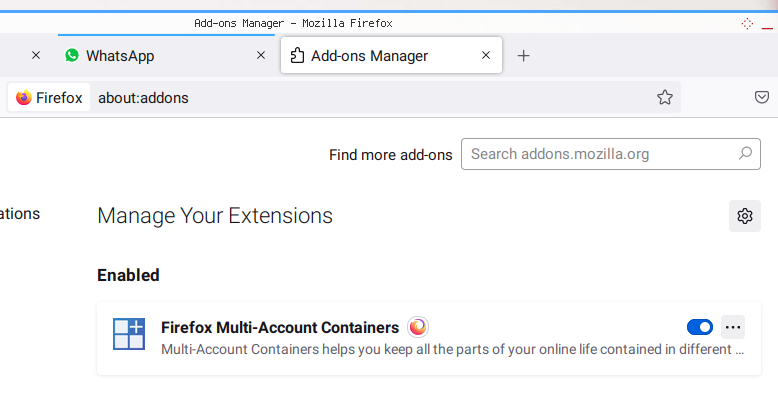 Add-ons Manager - Mozilla Firefox
WhatsApp
Add-ons Manager
Firefox about:addons
Find more add-ons Search addons.mozilla.org
ations Manage Your Extensions
Enabled
Firefox Multi-Account Containers
Multi-Account Containers helps you keep all the parts of your online life contained in different ...